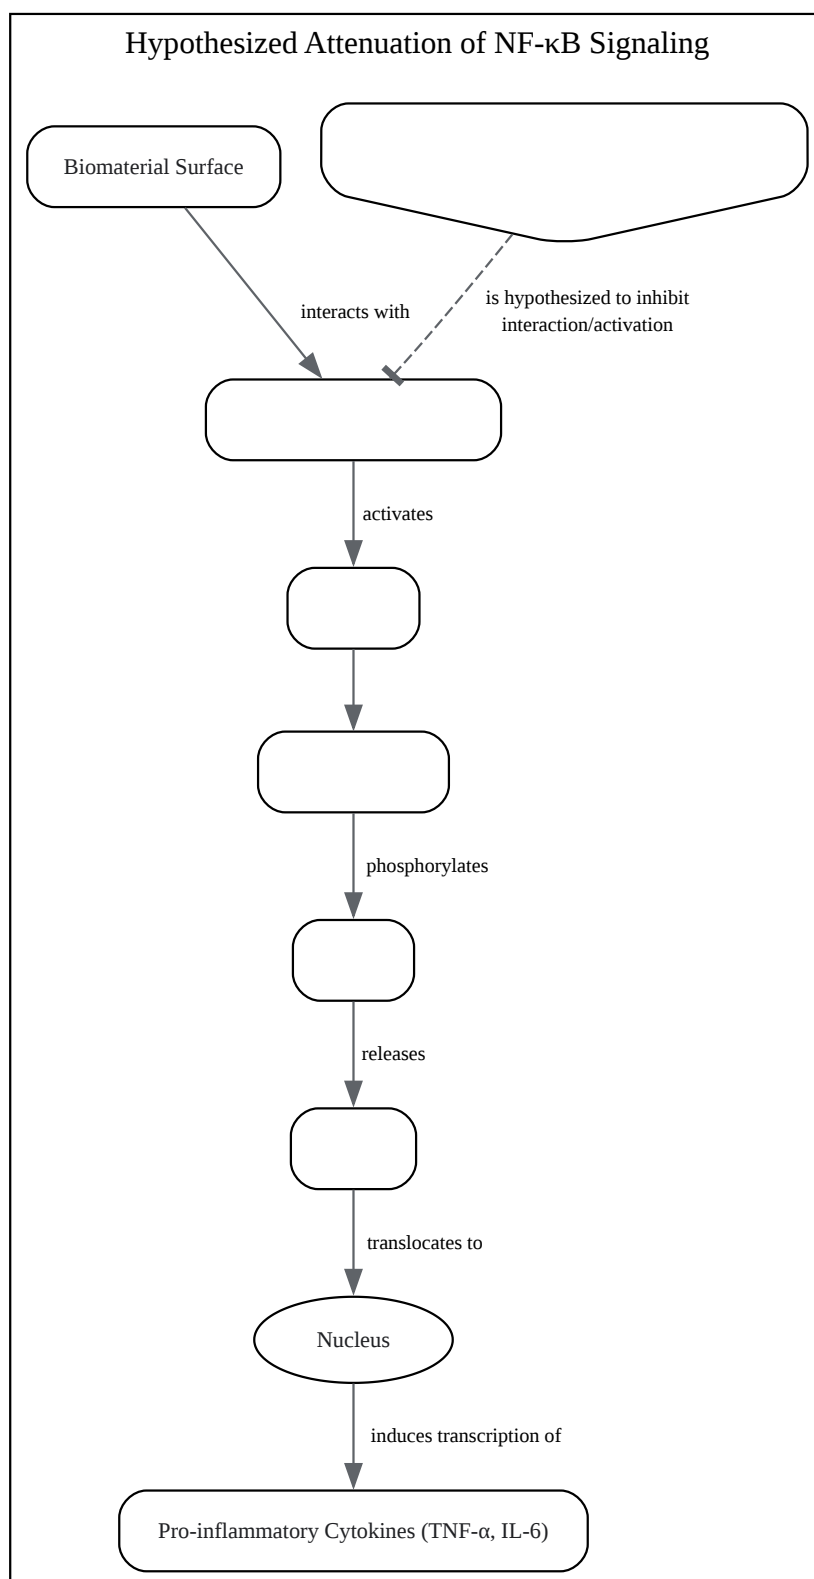 Hypothesized Attenuation of NF-κB Signaling
Biomaterial Surface
interacts with
is hypothesized to inhibit
interaction/activation
activates
phosphorylates
releases
translocates to
Nucleus
induces transcription of
Pro-inflammatory Cytokines (TNF-α, IL-6)